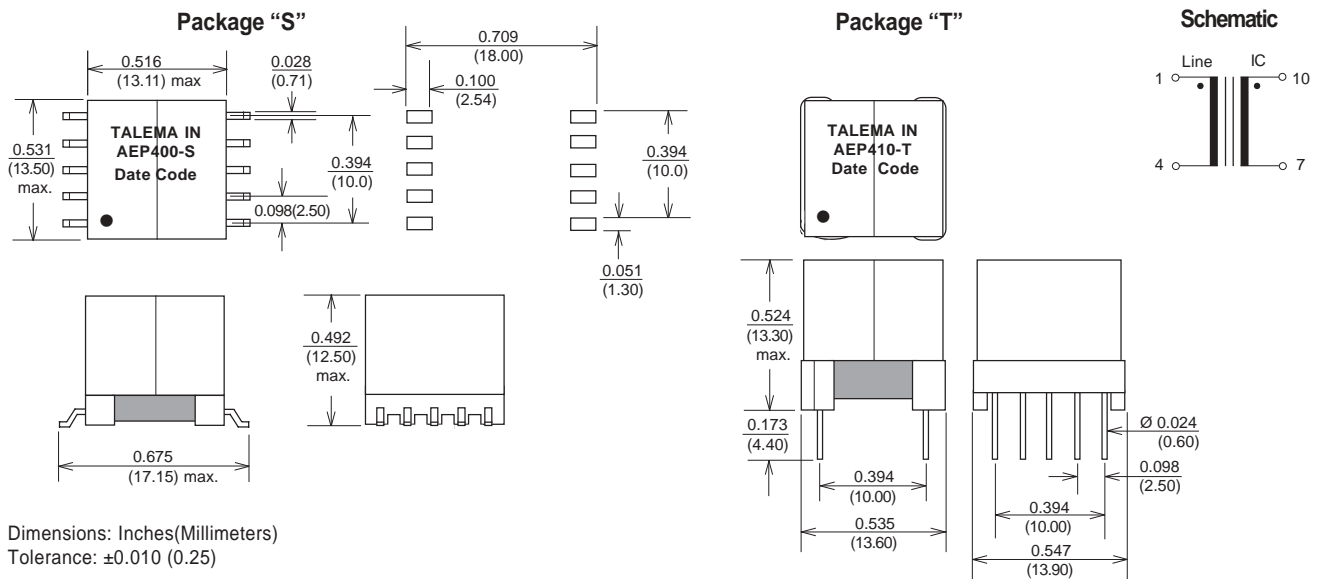 Package “S”
0.516
(13.11) max
0.028
(0.71)
0.709
(18.00)
0.100
(2.54)
TALEMA IN
AEP400-S
Date Code
0.531
(13.50)
max.
0.394
(10.0)
0.098(2.50)
0.394
(10.0)
0.051
(1.30)
0.492
(12.50)
max.
0.675
(17.15) max.
Dimensions: Inches(Millimeters)
Tolerance: ±0.010 (0.25)
Package “T”
TALEMA IN
AEP410-T
Date Code
0.524
(13.30)
max.
0.173
(4.40)
0.394
(10.00)
0.535
(13.60)
Ø 0.024
(0.60)
0.098
(2.50)
0.394
(10.00)
0.547
(13.90)
Schematic
Line IC
1 10
4 7